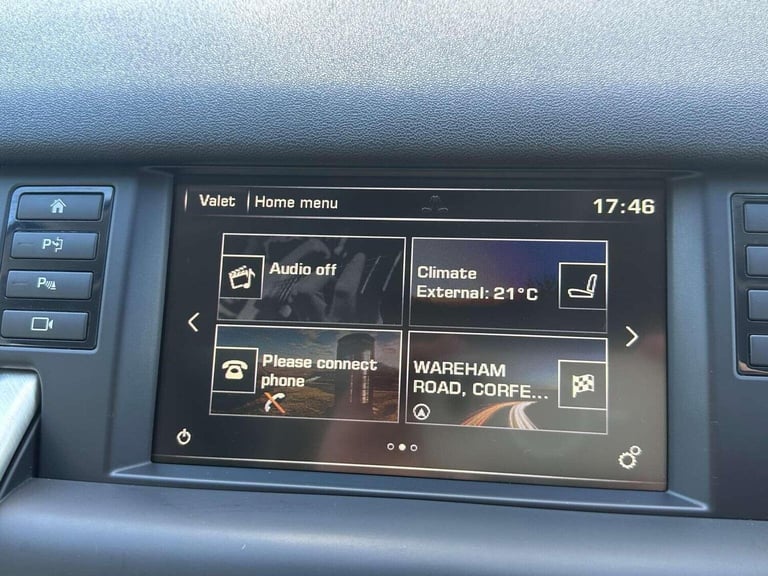 Valet
Home menu
17:46
Audio off
Climate
External: 21°C
Please connect
phone
WAREHAM
ROAD, CORFE...
P
P